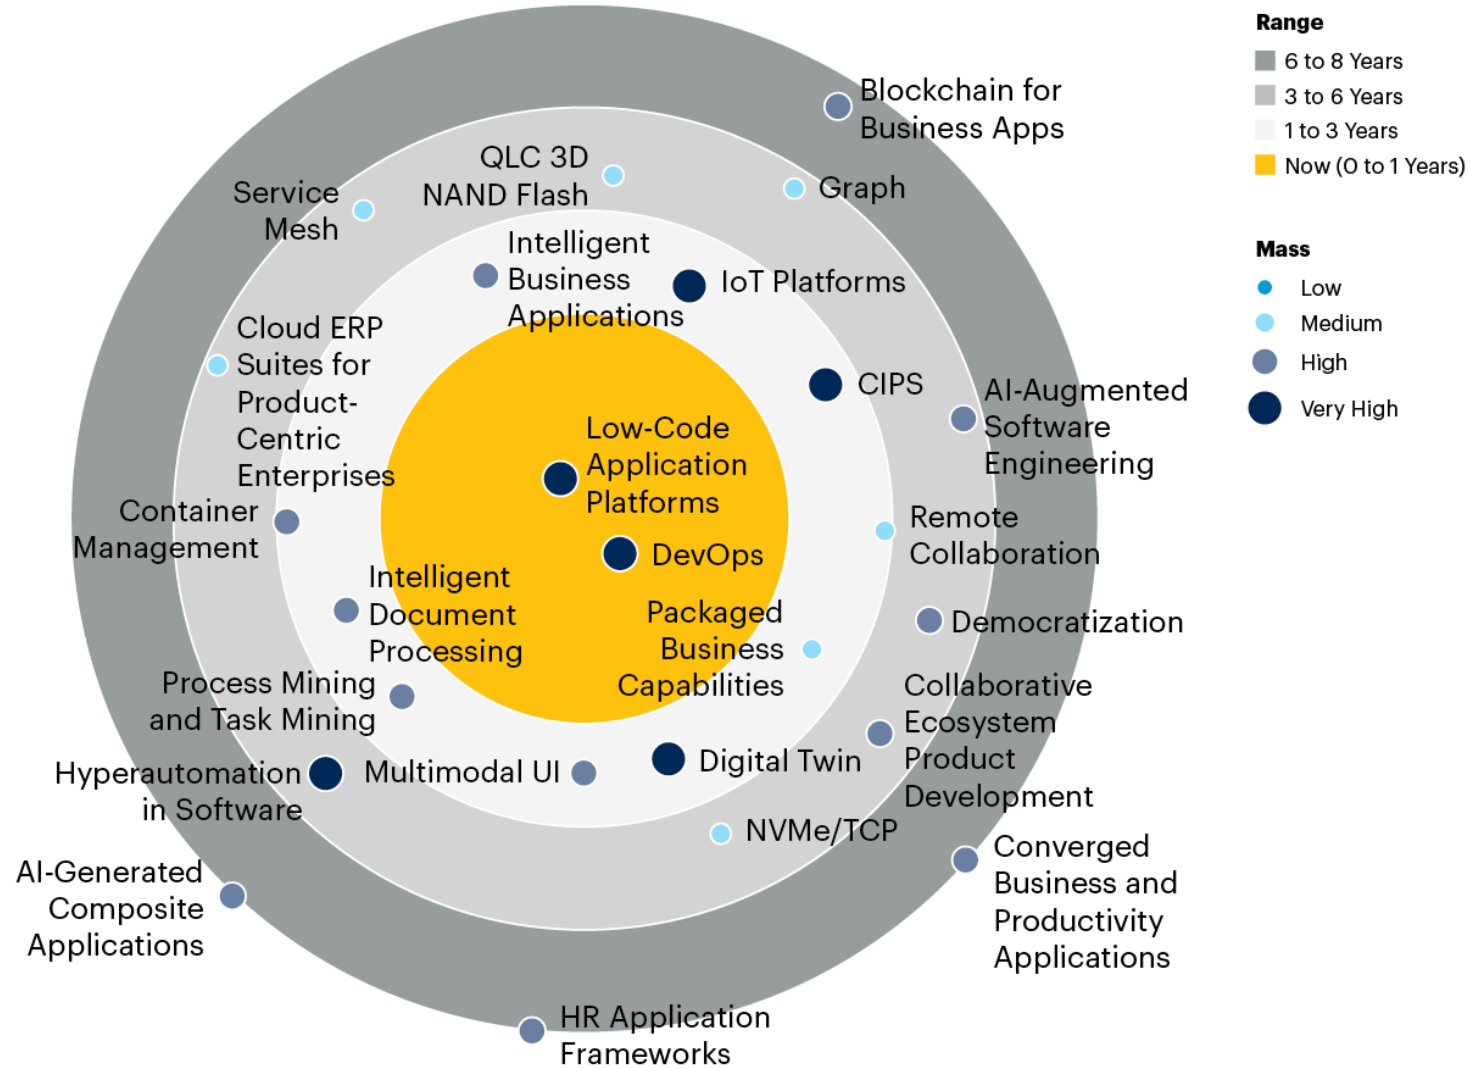 Range
6 to 8 Years
3 to 6 Years
1 to 3 Years
Now (0 to 1 Years)
Mass
Low
Medium
High
Very High
Blockchain for
Business Apps
QLC 3D
NAND Flash
Graph
Service
Mesh
Intelligent
Business
Applications
IoT Platforms
Cloud ERP
Suites for
Product-
Centric
Enterprises
CIPS
AI-Augmented
Software
Engineering
Low-Code
Application
Platforms
Container
Management
Remote
Collaboration
DevOps
Intelligent
Document
Processing
Packaged
Business
Capabilities
Democratization
Process Mining
and Task Mining
Collaborative
Ecosystem
Product
Development
Hyperautomation
in Software
Multimodal UI
Digital Twin
NVMe/TCP
Converged
Business and
Productivity
Applications
AI-Generated
Composite
Applications
HR Application
Frameworks